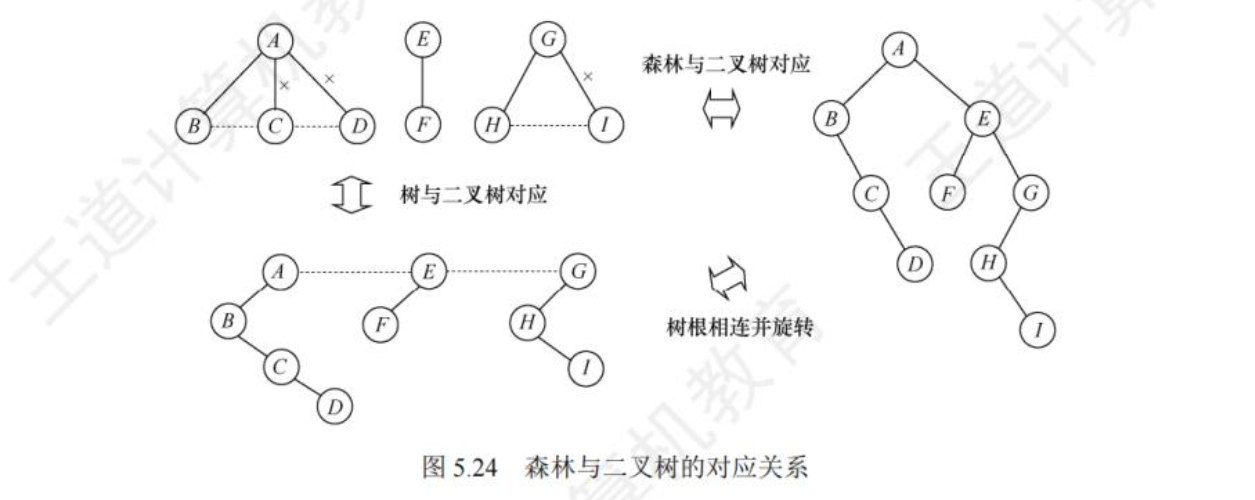 A E G
× × ×
B C D F H I
森林与二叉树对应
A
B E
C F G
D H
I
树与二叉树对应
A E G
B F H
C I
D
树根相连并旋转
图 5.24 森林与二叉树的对应关系
王道计算机教育